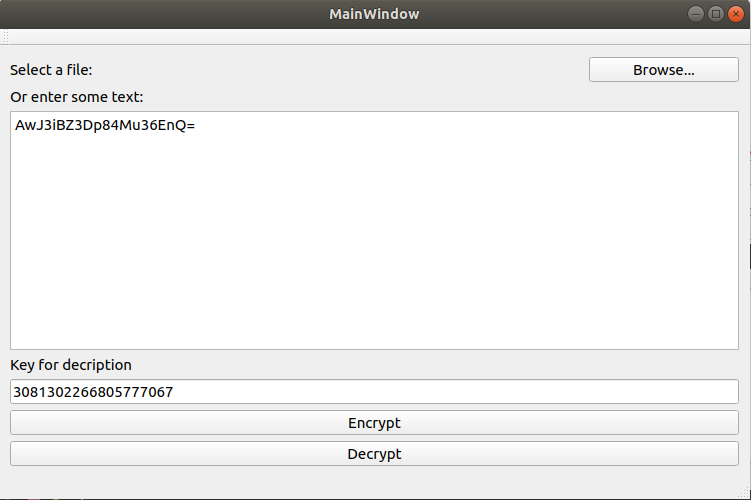 MainWindow
Select a file:
Browse...
Or enter some text:
AwJ3iBZ3Dp84Mu36EnQ=
Key for decription
3081302266805777067
Encrypt
Decrypt